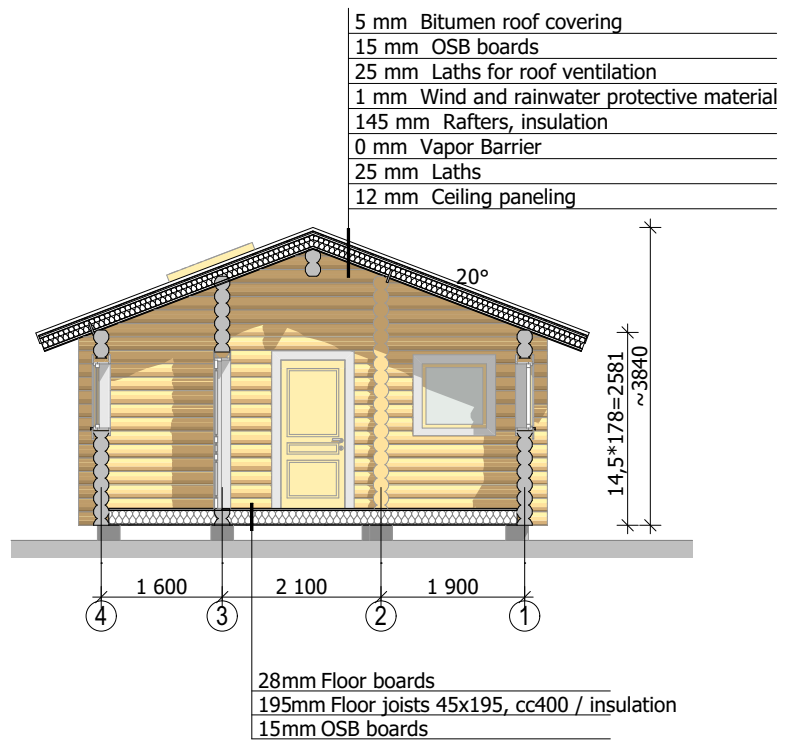 5 mm  Bitumen roof covering
15 mm  OSB boards
25 mm  Laths for roof ventilation
1 mm  Wind and rainwater protective material
145 mm  Rafters, insulation
0 mm  Vapor Barrier
25 mm  Laths
12 mm  Ceiling paneling
20°
14,5*178=2581
~3840
1 600
2 100
1 900
4
3
2
1
28mm Floor boards
195mm Floor joists 45x195, cc400 / insulation
15mm OSB boards